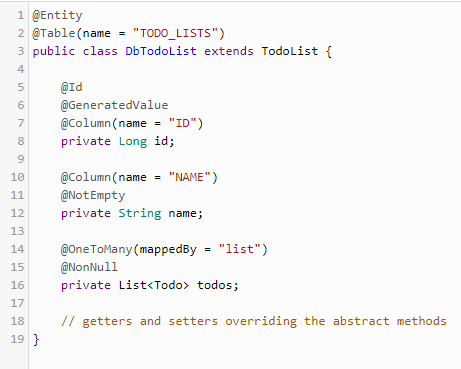 1 @Entity
2 @Table(name = "TODO_LISTS")
3 public class DbTodoList extends TodoList {
4
5     @Id
6     @GeneratedValue
7     @Column(name = "ID")
8     private Long id;
9
10     @Column(name = "NAME")
11     @NotEmpty
12     private String name;
13
14     @OneToMany(mappedBy = "list")
15     @NonNull
16     private List<Todo> todos;
17
18     // getters and setters overriding the abstract methods
19 }